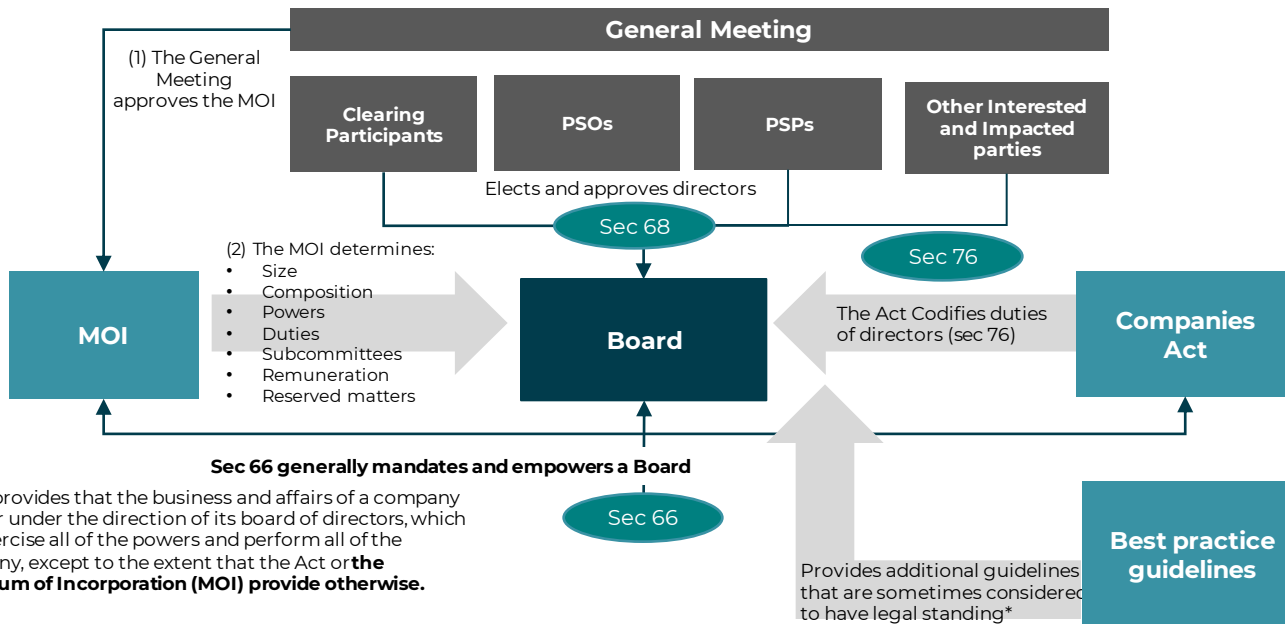 General Meeting
(1) The General
Meeting
approves the MOI
Clearing
Participants
PSOs
PSPs
Other Interested
and Impacted
parties
Elects and approves directors
Sec 68
(2) The MOI determines:
• Size
• Composition
• Powers
• Duties
• Subcommittees
• Remuneration
• Reserved matters
Sec 76
MOI
Board
The Act Codifies duties
of directors (sec 76)
Companies
Act
Sec 66 generally mandates and empowers a Board
provides that the business and affairs of a company
under the direction of its board of directors, which
all of the powers and perform all of the
except to the extent that the Act or the
of Incorporation (MOI) provide otherwise.
Sec 66
Provides additional guidelines
that are sometimes considered
to have legal standing*
Best practice
guidelines